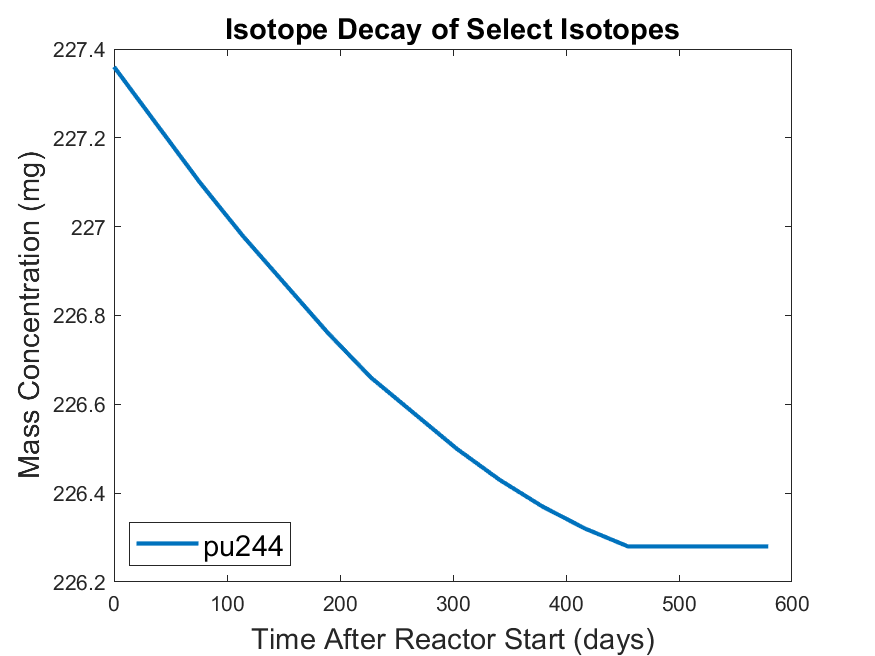 Isotope Decay of Select Isotopes
227.4
227.2
227
226.8
226.6
226.4
226.2
Mass Concentration (mg)
pu244
0 100 200 300 400 500 600
Time After Reactor Start (days)